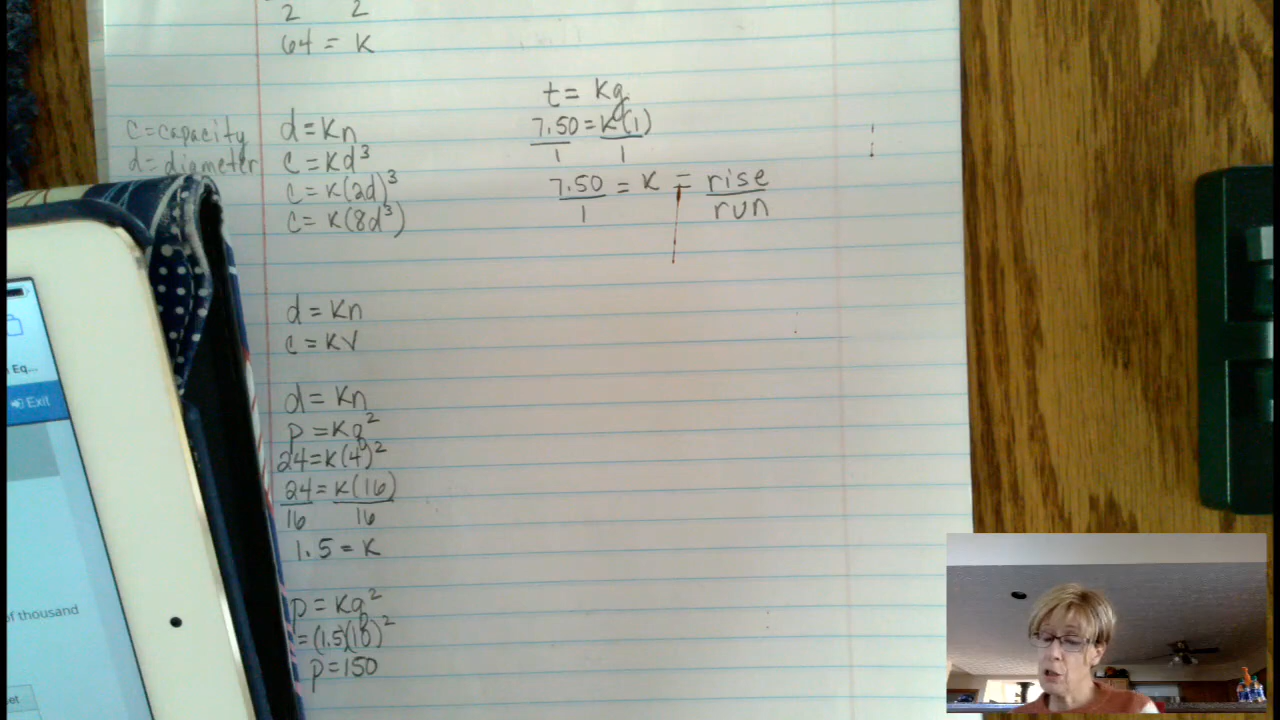 2 2
64 = K
C=capacity
d=diameter
d=Kn
C=Kd³
C=K(2d)³
C=K(8d³)
t= Kg
7.50=K(1)
1 1
7.50 = K = rise
1 run
d=Kn
C=KV
d=Kn
p=Kq²
24=K(4)²
24=K(16)
16 16
1.5=K
p=Kq²
=(1.5)(10)²
p=150
Eq...
Exit
of thousand